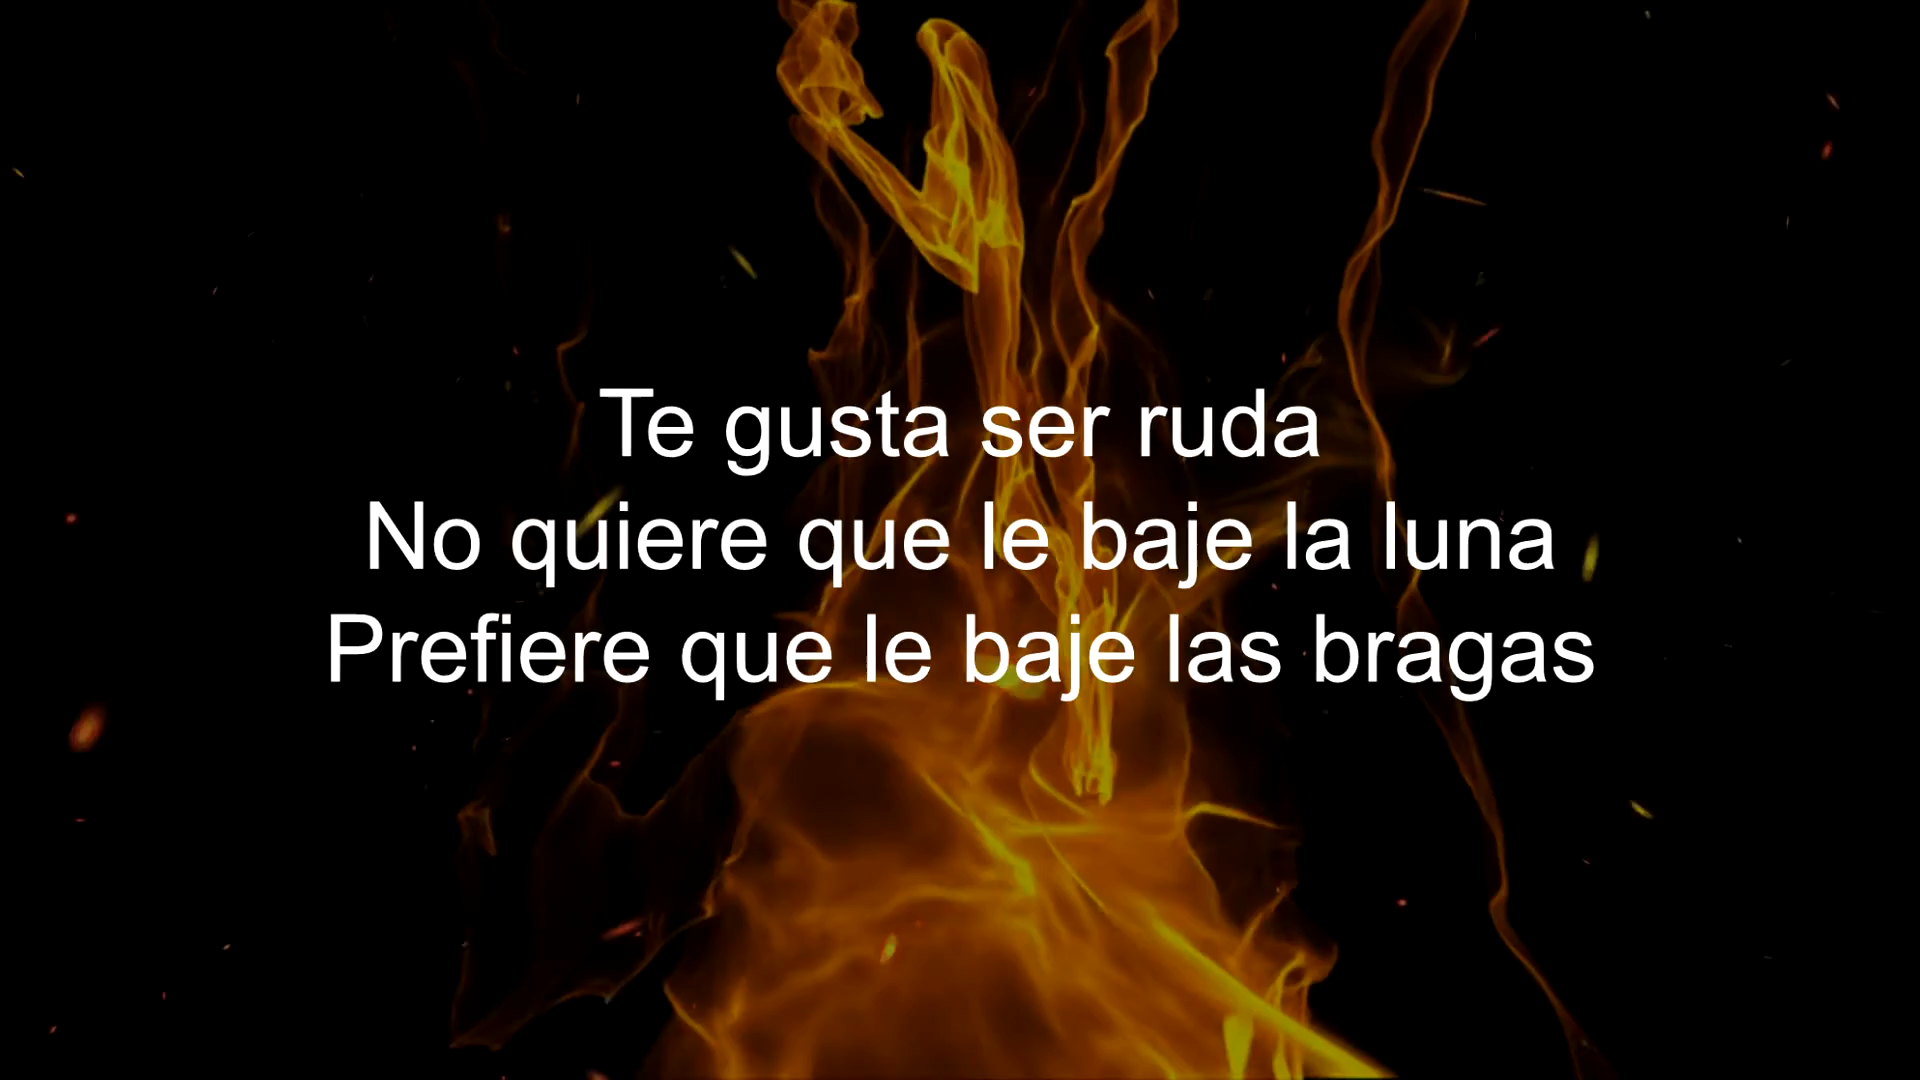 Te gusta ser ruda
No quiere que le baje la luna
Prefiere que le baje las bragas